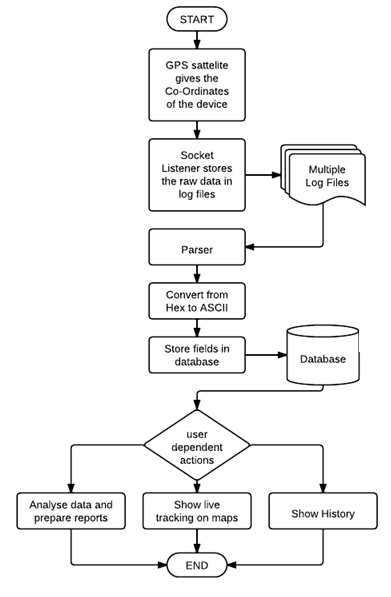 START
GPS sattelite
gives the
Co-Ordinates
of the device
Socket
Listener stores
the raw data in
log files
Multiple
Log Files
Parser
Convert from
Hex to ASCII
Store fields in
database
Database
user
dependent
actions
Analyse data and
prepare reports
Show live
tracking on maps
Show History
END